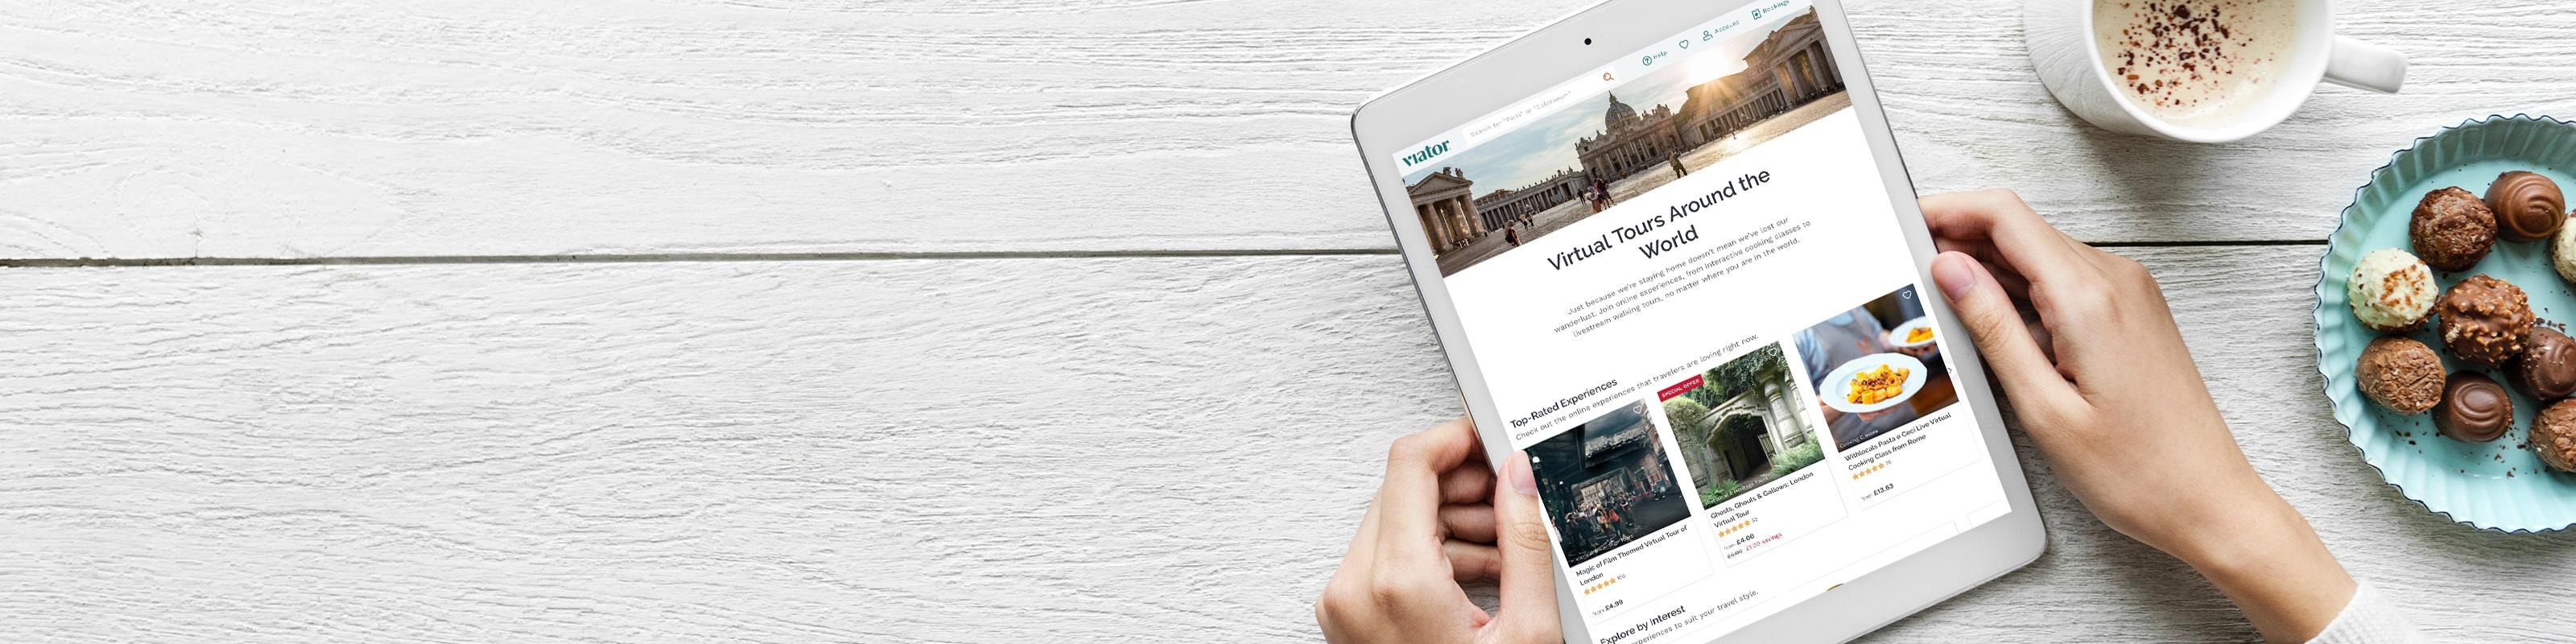 Help
Account
Bookings
viator
Search for "Paris" or "Colosseum"
Virtual Tours Around the
World
Just because we're staying home doesn't mean we've lost our
wanderlust. Join online experiences, from interactive cooking classes to
livestream walking tours, no matter where you are in the world.
Top-Rated Experiences
Check out the online experiences that travelers are loving right now.
Magic of Film Themed Virtual Tour of
London
£4.99
SPECIAL OFFER
Ghosts, Ghouls & Gallows: London
Virtual Tour
52
from £4.06
£1.00 savings
Cooking Classes
Withlocals Pasta e Ceci Live Virtual
Cooking Class from Rome
from £13.63
Explore by Interest
experiences to suit your travel style.